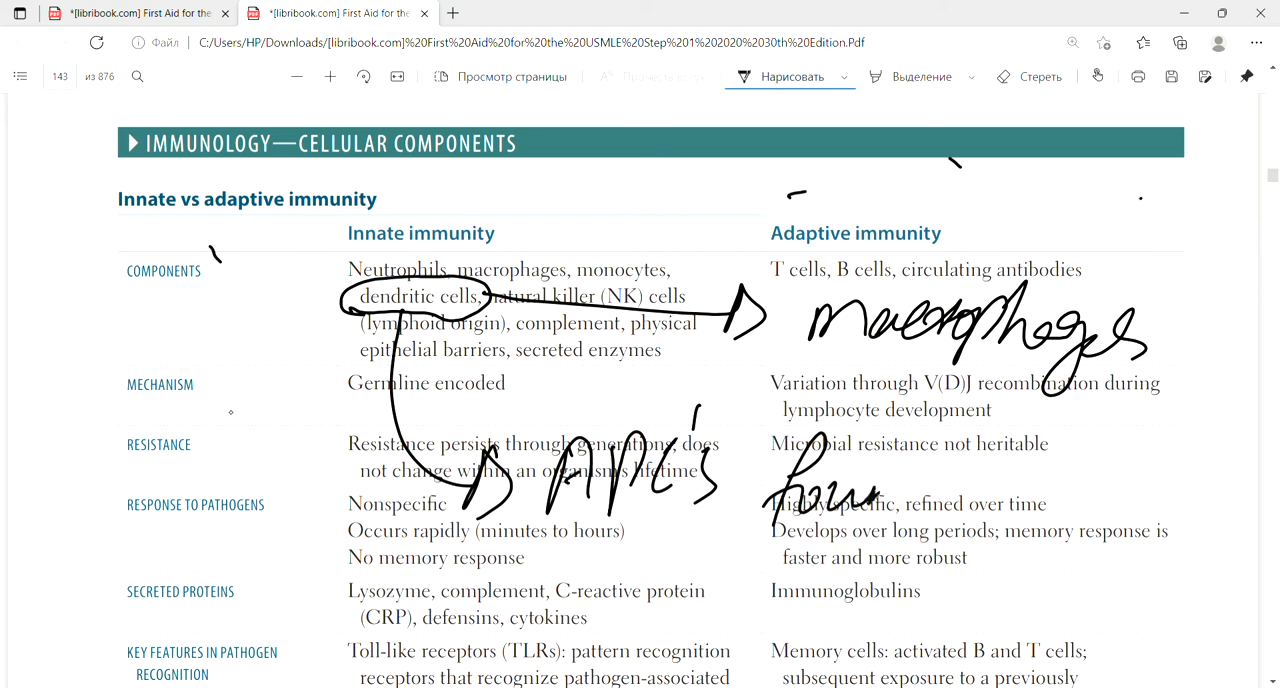 *[libribook.com] First Aid for the
*[libribook.com] First Aid for the
Файл C:/Users/HP/Downloads/[libribook.com]%20First%20Aid%20for%20the%20USMLE%20Step%201%202020%2030th%20Edition.Pdf
143 из 876 Просмотр страницы Нарисовать Выделение Стереть
IMMUNOLOGY—CELLULAR COMPONENTS
Innate vs adaptive immunity
Innate immunity Adaptive immunity
COMPONENTS Neutrophils, macrophages, monocytes, T cells, B cells, circulating antibodies
dendritic cells, natural killer (NK) cells
(lymphoid origin), complement, physical
epithelial barriers, secreted enzymes
macrophages
MECHANISM Germline encoded Variation through V(D)J recombination during
lymphocyte development
RESISTANCE Resistance persists through generations, does Microbial resistance not heritable
not change within an organism's lifetime
APC's
RESPONSE TO PATHOGENS Nonspecific Highly specific, refined over time
Occurs rapidly (minutes to hours) Develops over long periods; memory response is
No memory response faster and more robust
SECRETED PROTEINS Lysozyme, complement, C-reactive protein Immunoglobulins
(CRP), defensins, cytokines
KEY FEATURES IN PATHOGEN Toll-like receptors (TLRs): pattern recognition Memory cells: activated B and T cells;
RECOGNITION receptors that recognize pathogen-associated subsequent exposure to a previously